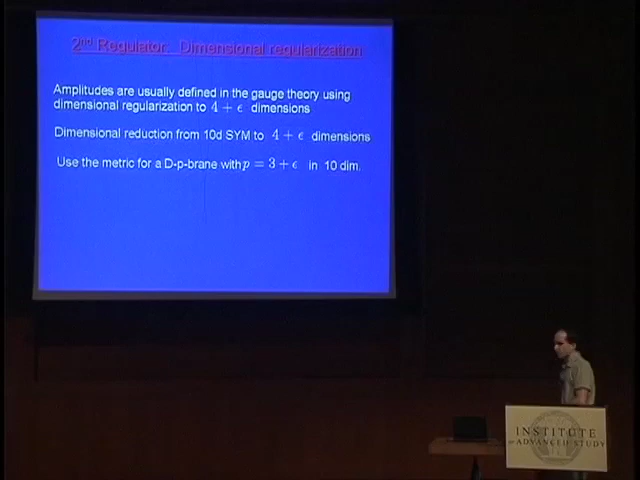 2nd Regulator: Dimensional regularization
Amplitudes are usually defined in the gauge theory using
dimensional regularization to 4 + ϵ dimensions
Dimensional reduction from 10d SYM to 4 + ϵ dimensions
Use the metric for a D-p-brane with p = 3 + ϵ in 10 dim.
INSTITUTE
for ADVANCED STUDY